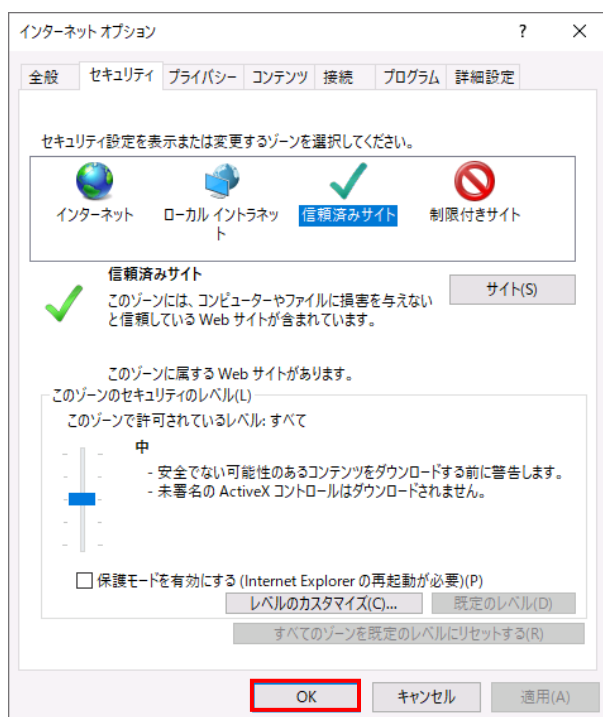 インターネット オプション
?
×
全般 セキュリティ プライバシー コンテンツ 接続 プログラム 詳細設定
セキュリティ設定を表示または変更するゾーンを選択してください。
インターネット
ローカル イントラネッ
ト
信頼済みサイト
制限付きサイト
信頼済みサイト
このゾーンには、コンピューターやファイルに損害を与えない
と信頼している Web サイトが含まれています。
サイト(S)
このゾーンに属する Web サイトがあります。
このゾーンのセキュリティのレベル(L)
このゾーンで許可されているレベル: すべて
中
- 安全でない可能性のあるコンテンツをダウンロードする前に警告します。
- 未署名の ActiveX コントロールはダウンロードされません。
保護モードを有効にする (Internet Explorer の再起動が必要)(P)
レベルのカスタマイズ(C)... 既定のレベル(D)
すべてのゾーンを既定のレベルにリセットする(R)
OK キャンセル 適用(A)